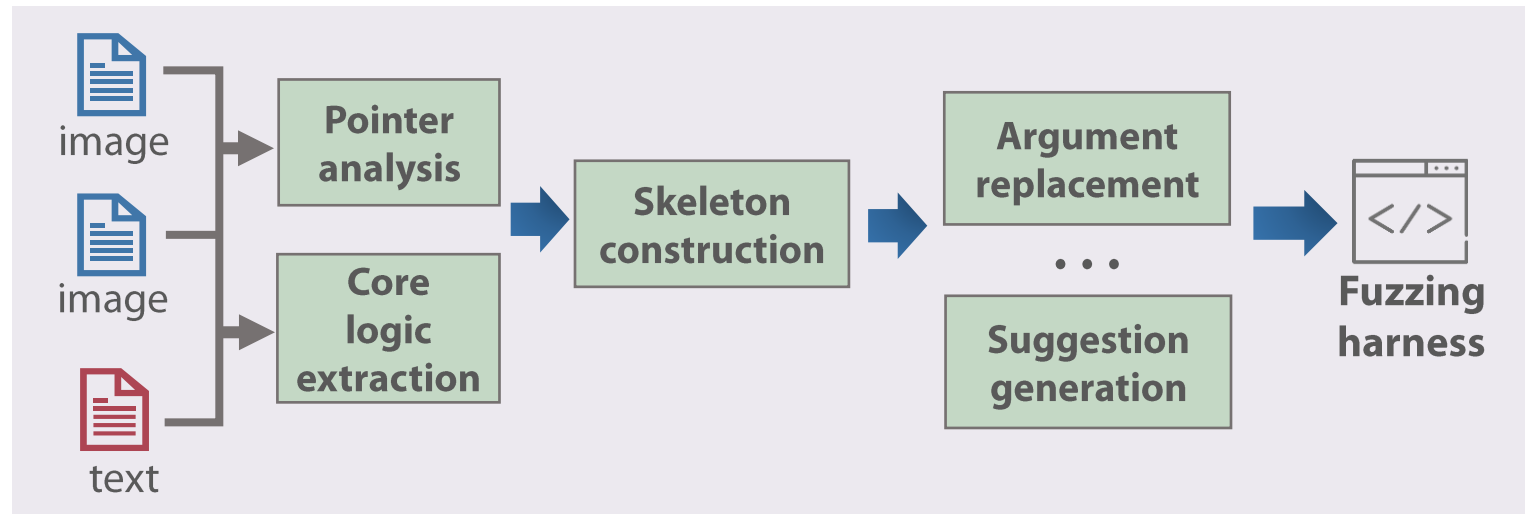 image
image
text
Pointer
analysis
Core
logic
extraction
Skeleton
construction
Argument
replacement
...
Suggestion
generation
</>
Fuzzing
harness